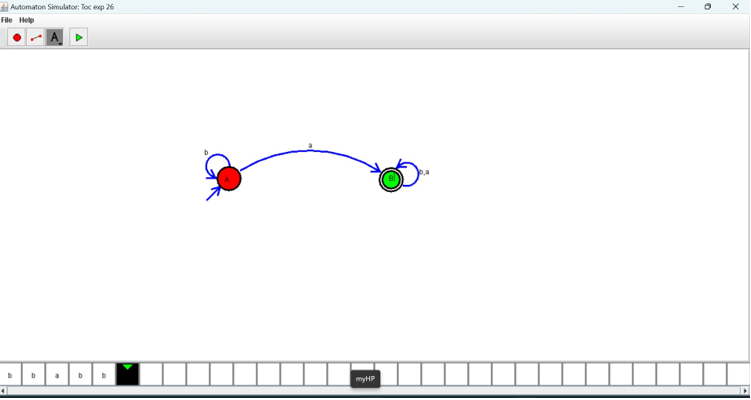 Automaton Simulator: Toc exp 26
File Help
A
a
b
A
B
b,a
b b a b b
myHP